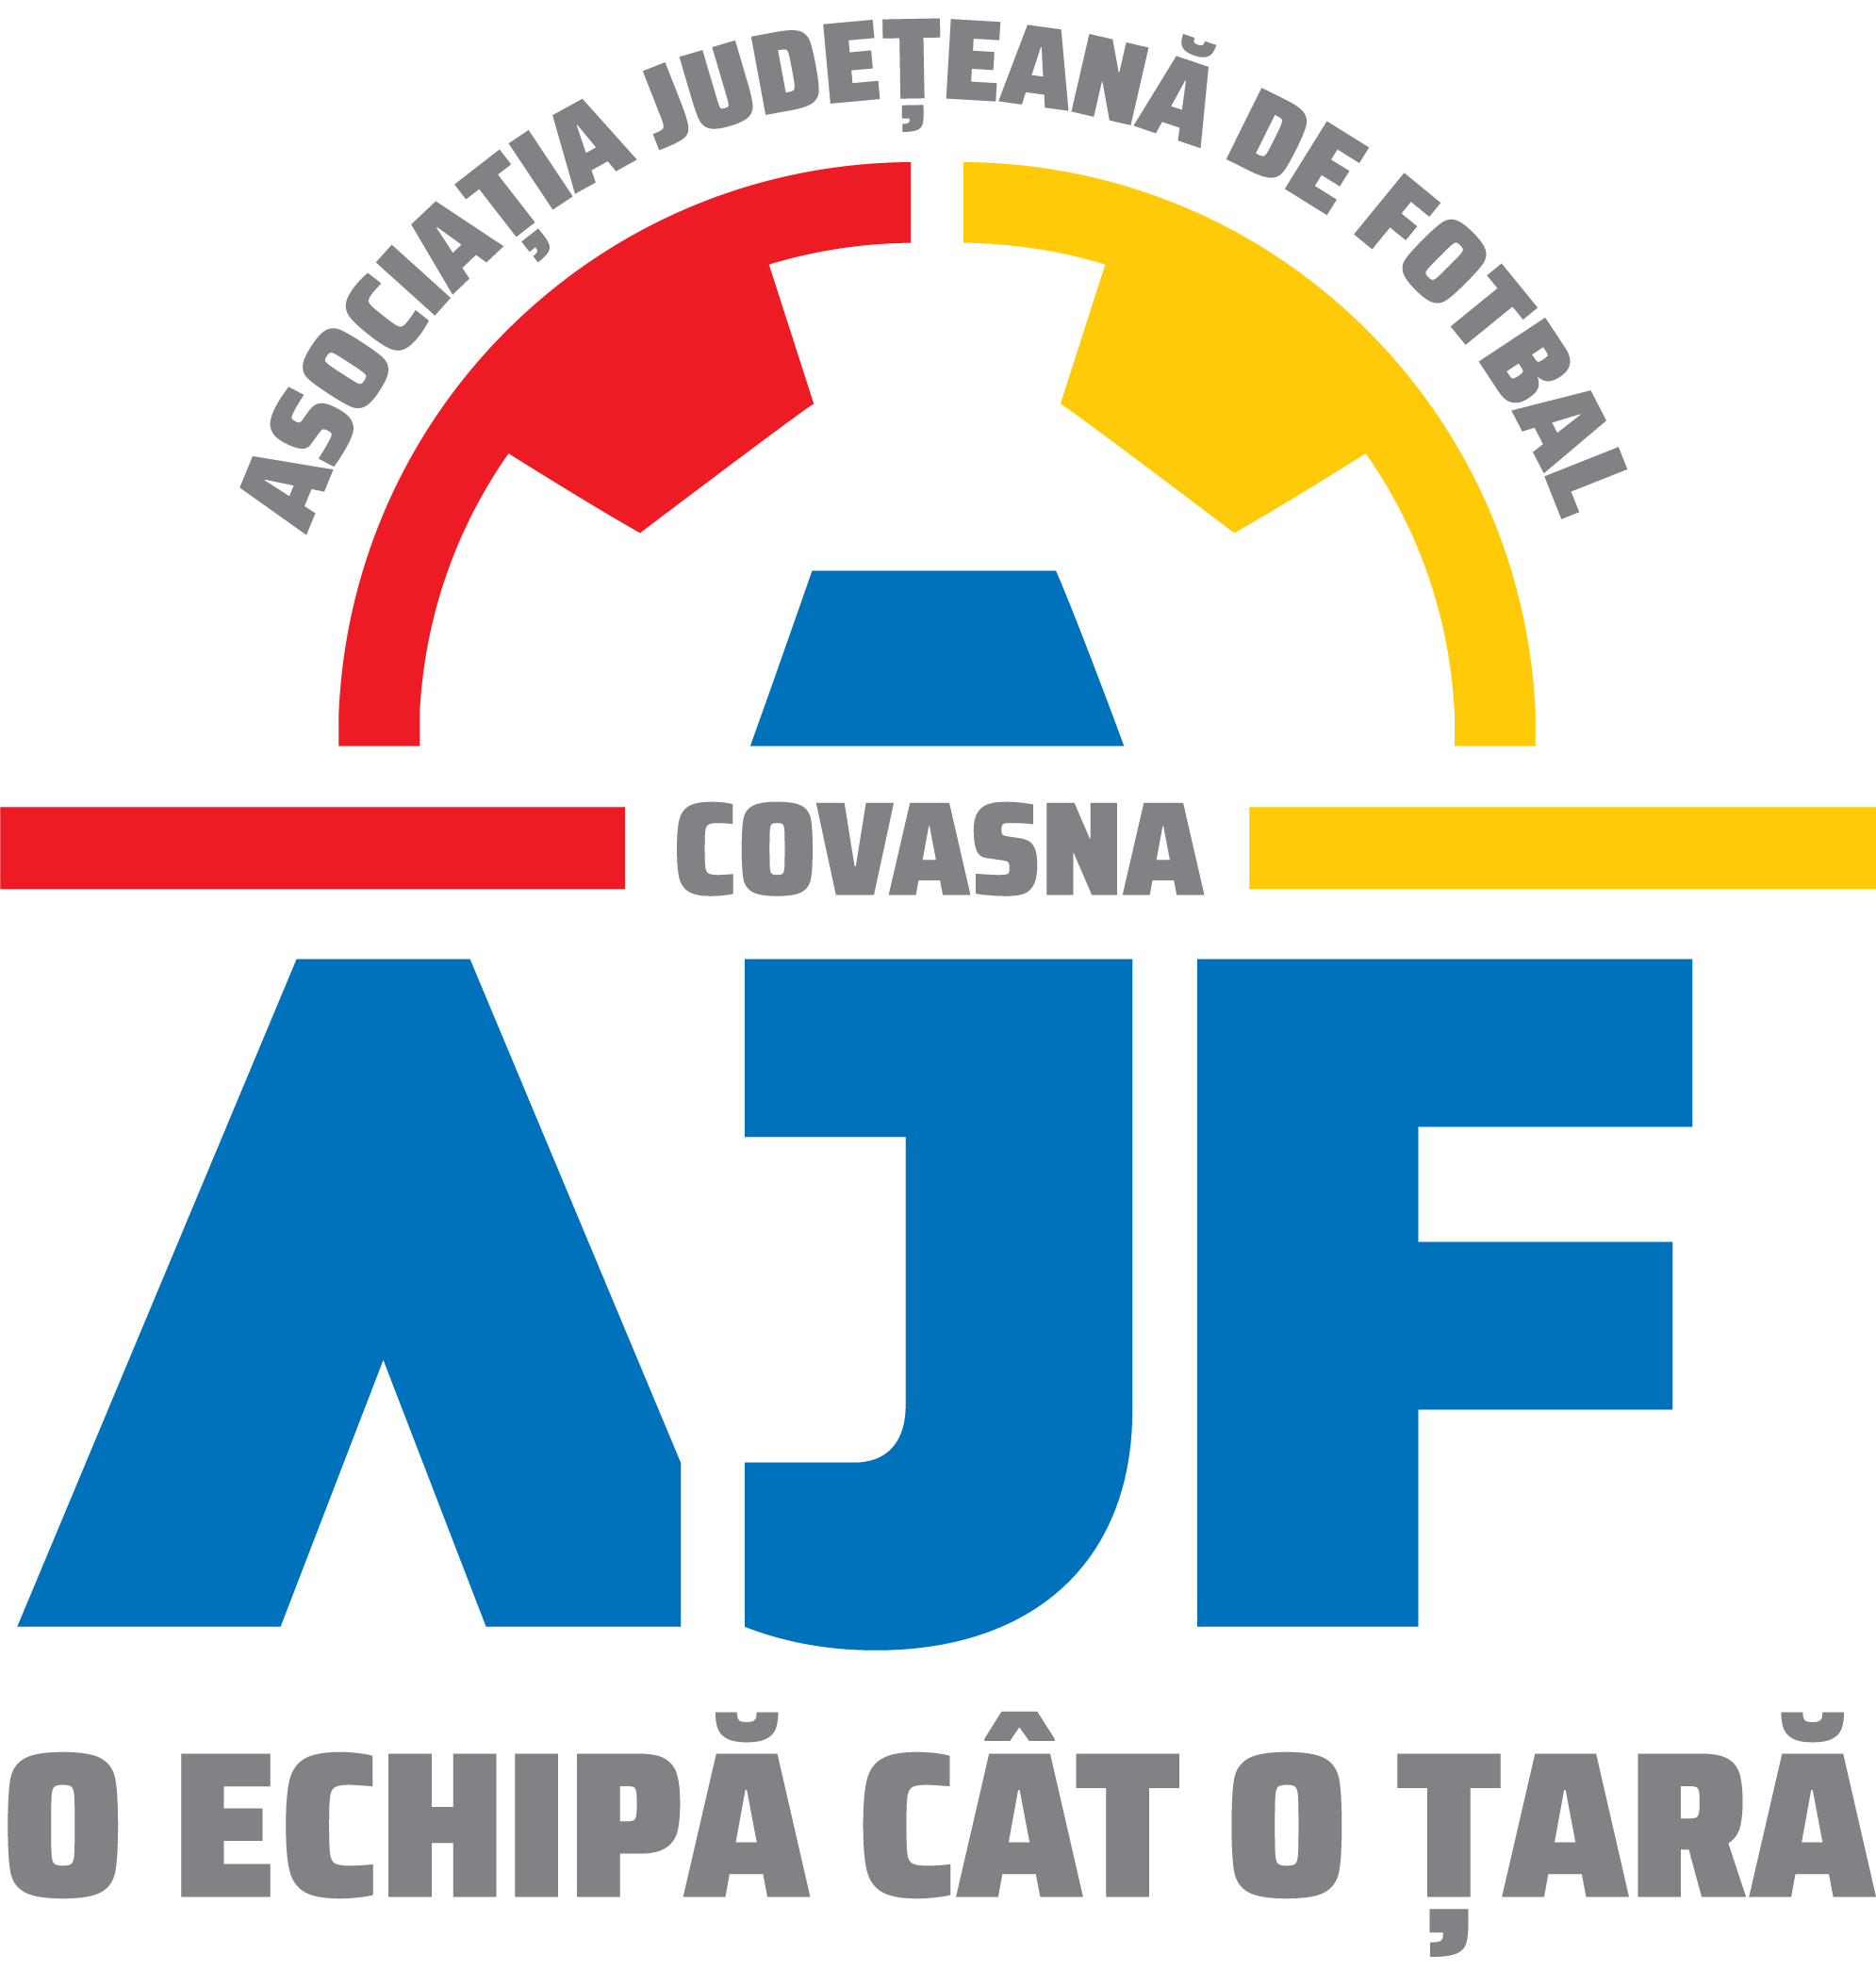 ASOCIAȚIA JUDEȚEANĂ DE FOTBAL
COVASNA
AJF
O ECHIPĂ CÂT O ȚARĂ